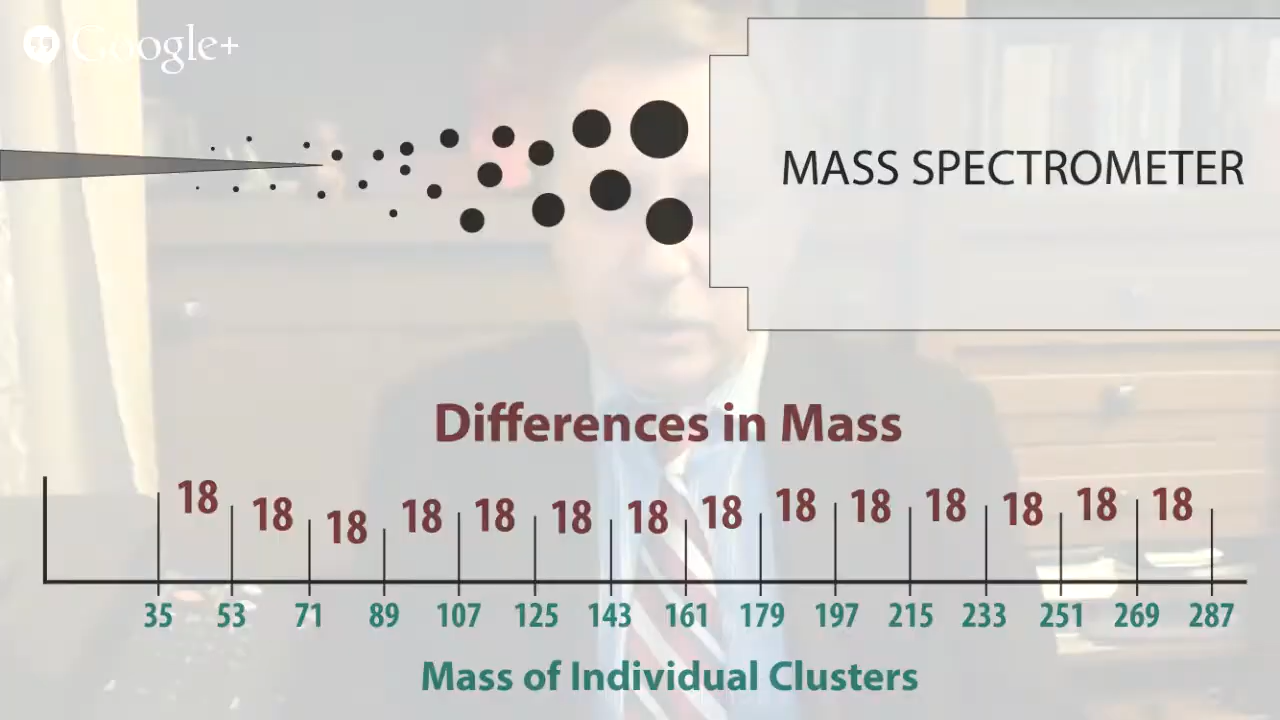 Google+
MASS SPECTROMETER
Differences in Mass
18 18 18 18 18 18 18 18 18 18 18 18 18 18
35 53 71 89 107 125 143 161 179 197 215 233 251 269 287
Mass of Individual Clusters